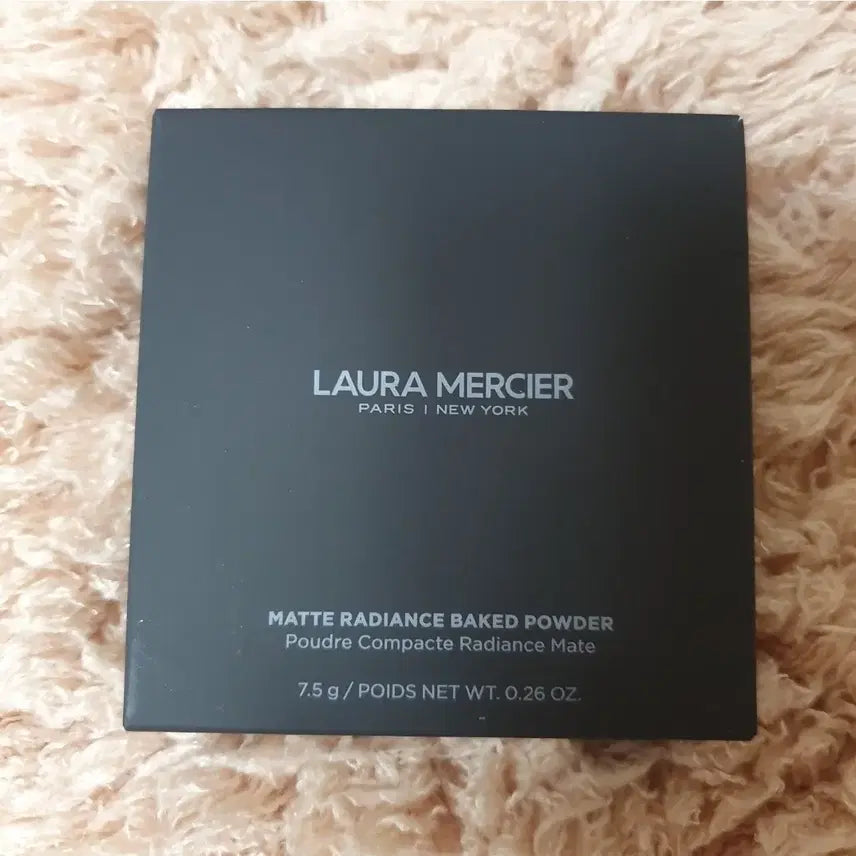 LAURA MERCIER
PARIS | NEW YORK
MATTE RADIANCE BAKED POWDER
Poudre Compacte Radiance Mate
7.5 g / POIDS NET WT. 0.26 OZ.